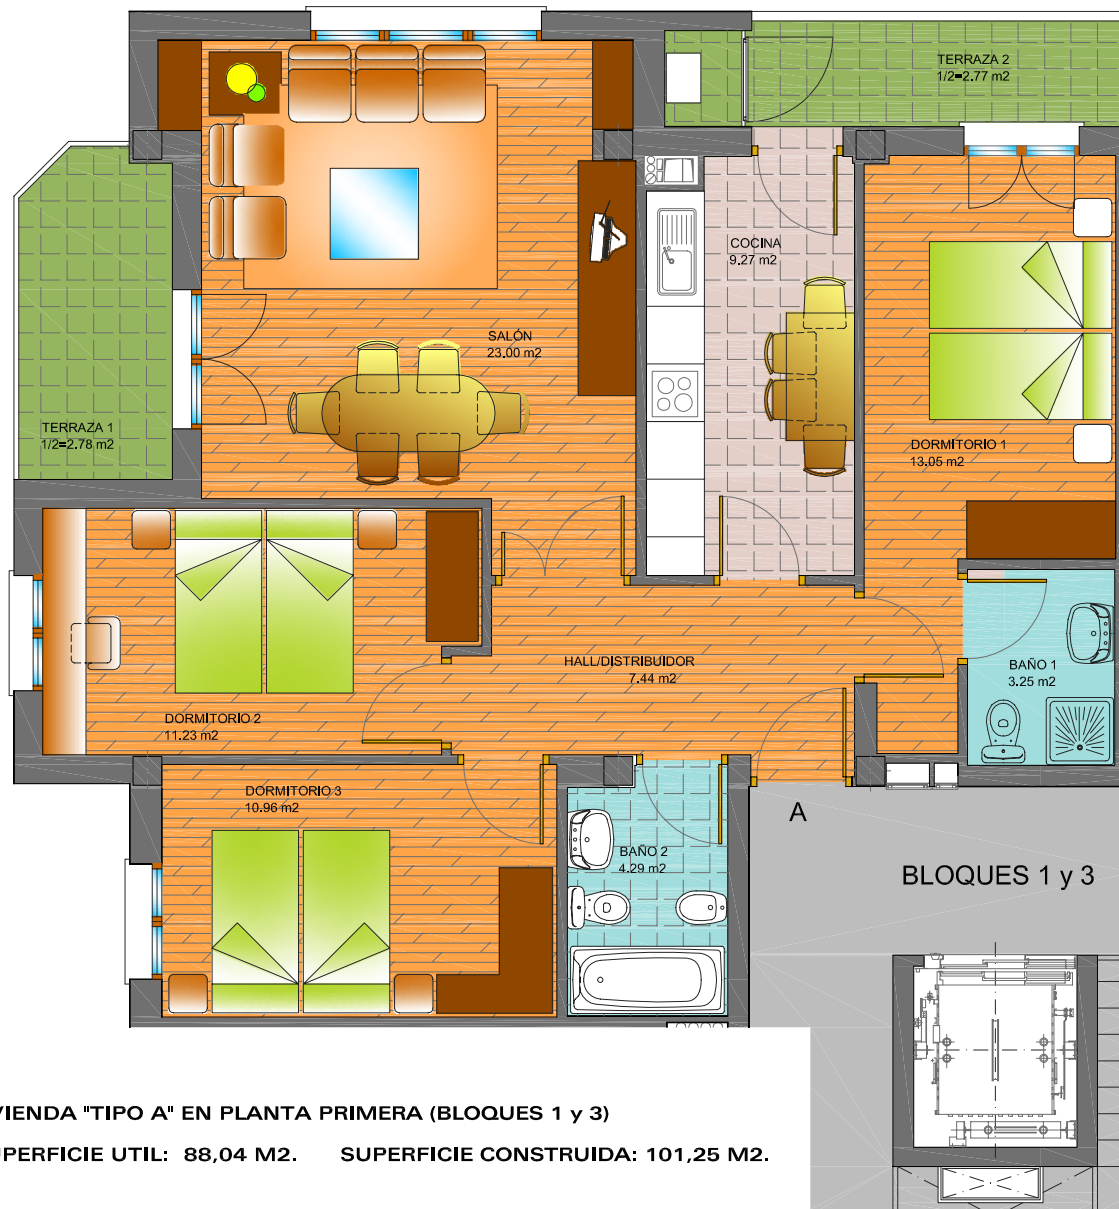 TERRAZA 2
1/2=2.77 m2
COCINA
9.27 m2
SALÓN
23.00 m2
TERRAZA 1
1/2=2.78 m2
DORMITORIO 1
13.05 m2
HALL/DISTRIBUIDOR
7.44 m2
BAÑO 1
3.25 m2
DORMITORIO 2
11.23 m2
DORMITORIO 3
10.96 m2
BAÑO 2
4.29 m2
A
BLOQUES 1 y 3
VIENDA "TIPO A" EN PLANTA PRIMERA (BLOQUES 1 y 3)
UPERFICIE UTIL: 88,04 M2. SUPERFICIE CONSTRUIDA: 101,25 M2.